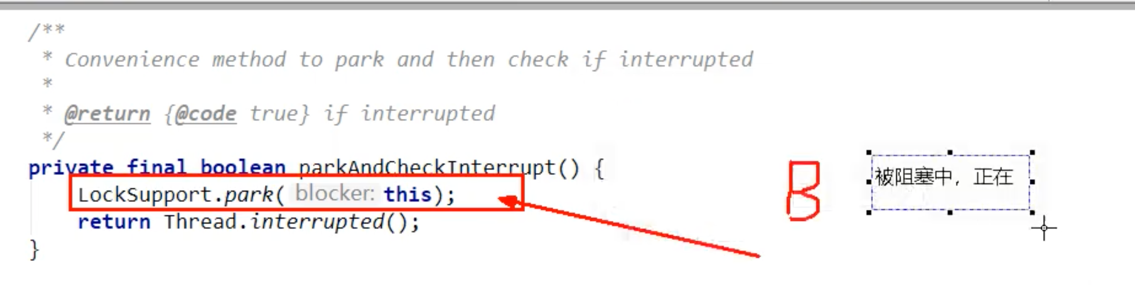 /**
* Convenience method to park and then check if interrupted
*
* @return {@code true} if interrupted
*/
private final boolean parkAndCheckInterrupt() {
LockSupport.park( blocker: this);
return Thread.interrupted();
}
B
被阻塞中，正在